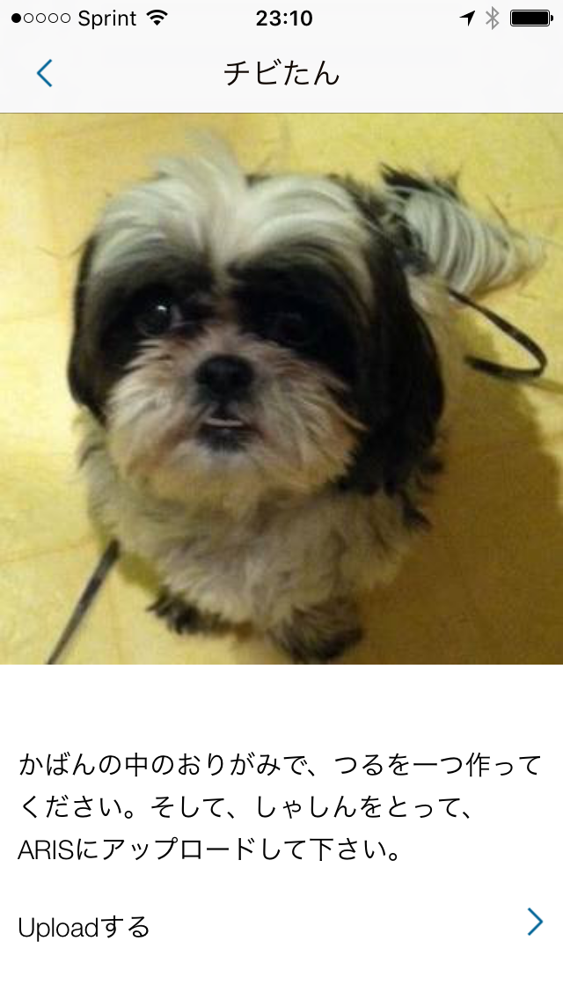 Sprint 23:10
チビたん
かばんの中のおりがみで、つるを一つ作って
ください。そして、しゃしんをとって、
ARISにアップロードして下さい。
Uploadする